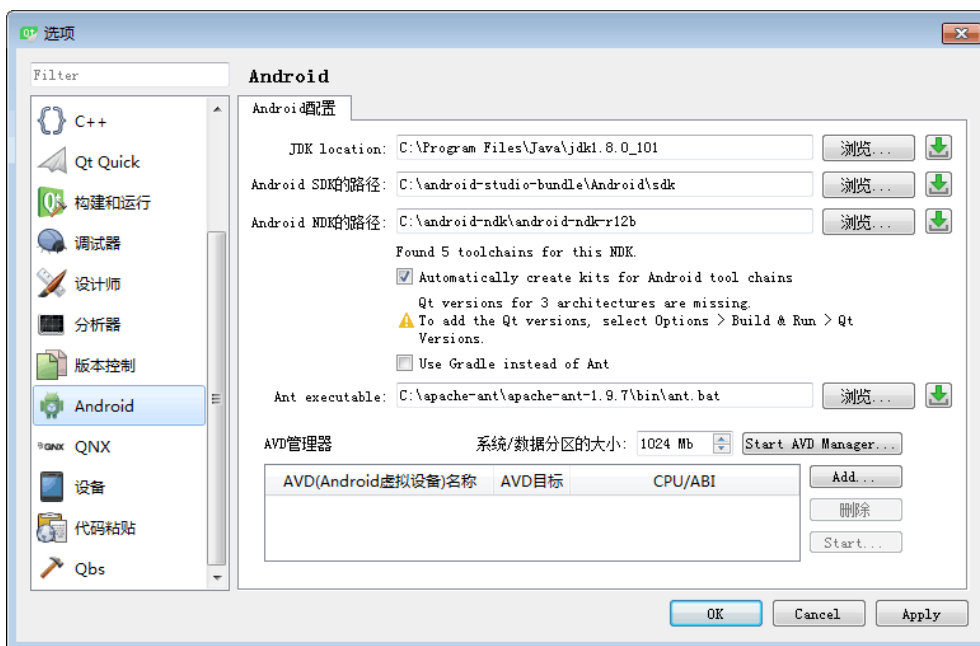 选项
Filter
C++
Qt Quick
构建和运行
调试器
设计师
分析器
版本控制
Android
QNX
设备
代码粘贴
Qbs
Android
Android配置
JDK location: C:\Program Files\Java\jdk1.8.0_101 浏览...
Android SDK的路径: C:\android-studio-bundle\Android\sdk 浏览...
Android NDK的路径: C:\android-ndk\android-ndk-r12b 浏览...
Found 5 toolchains for this NDK.
Automatically create kits for Android tool chains
Qt versions for 3 architectures are missing.
To add the Qt versions, select Options > Build & Run > Qt
Versions.
Use Gradle instead of Ant
Ant executable: C:\apache-ant\apache-ant-1.9.7\bin\ant.bat 浏览...
AVD管理器 系统/数据分区的大小: 1024 Mb Start AVD Manager...
AVD(Android虚拟设备)名称 AVD目标 CPU/ABI
Add...
删除
Start...
OK Cancel Apply